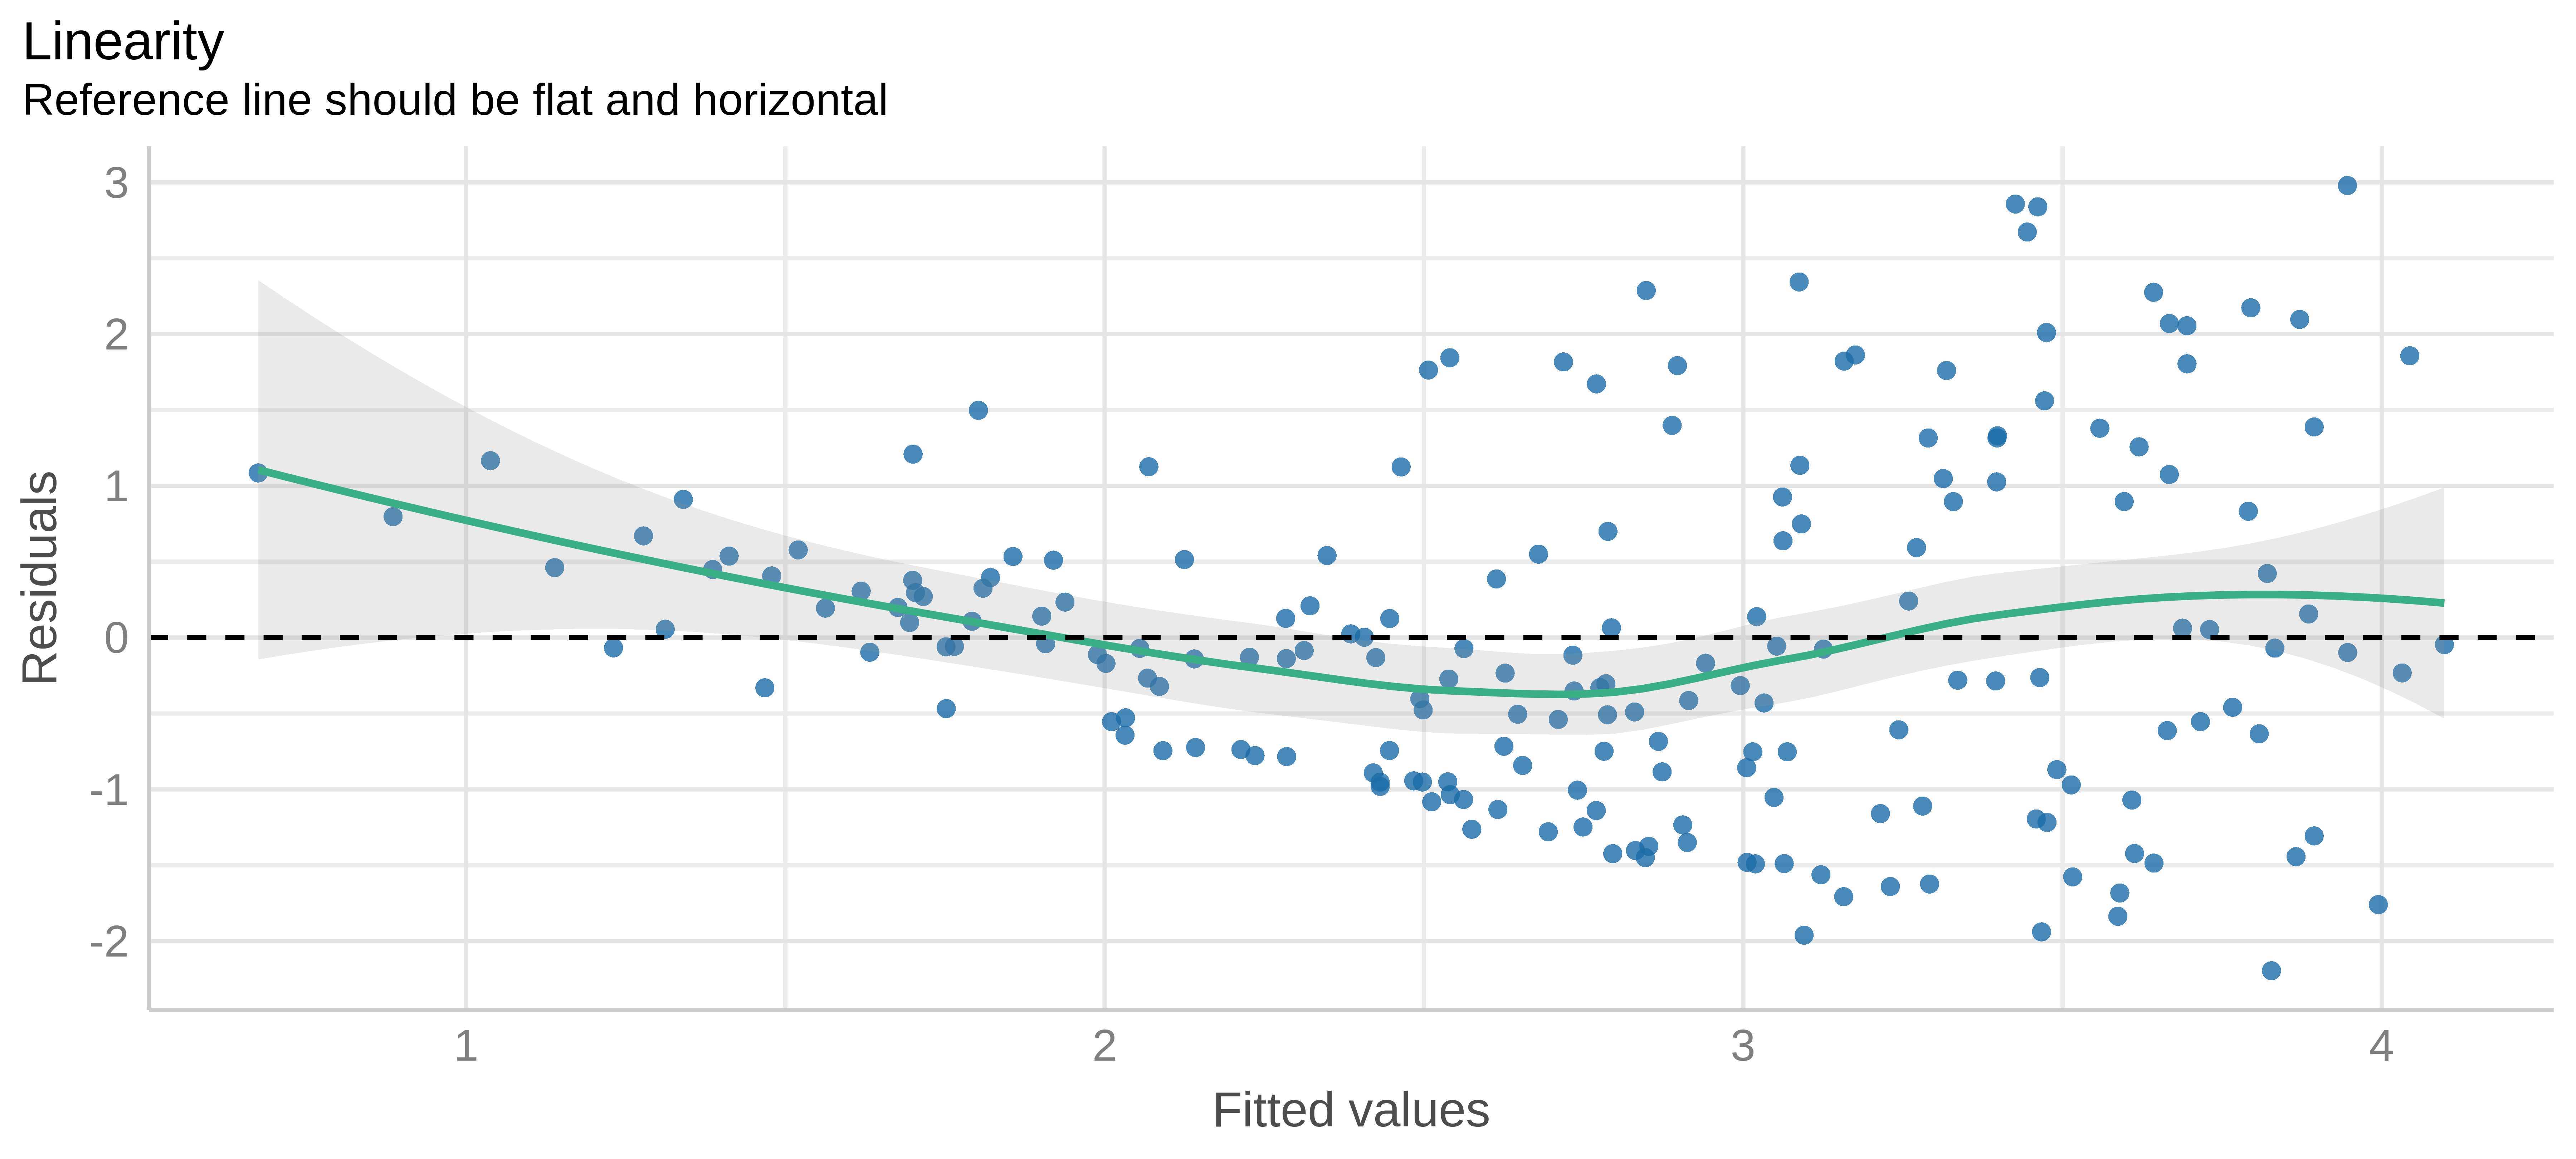 Linearity
Reference line should be flat and horizontal
3
2
1
0
-1
-2
Residuals
1 2 3 4
Fitted values